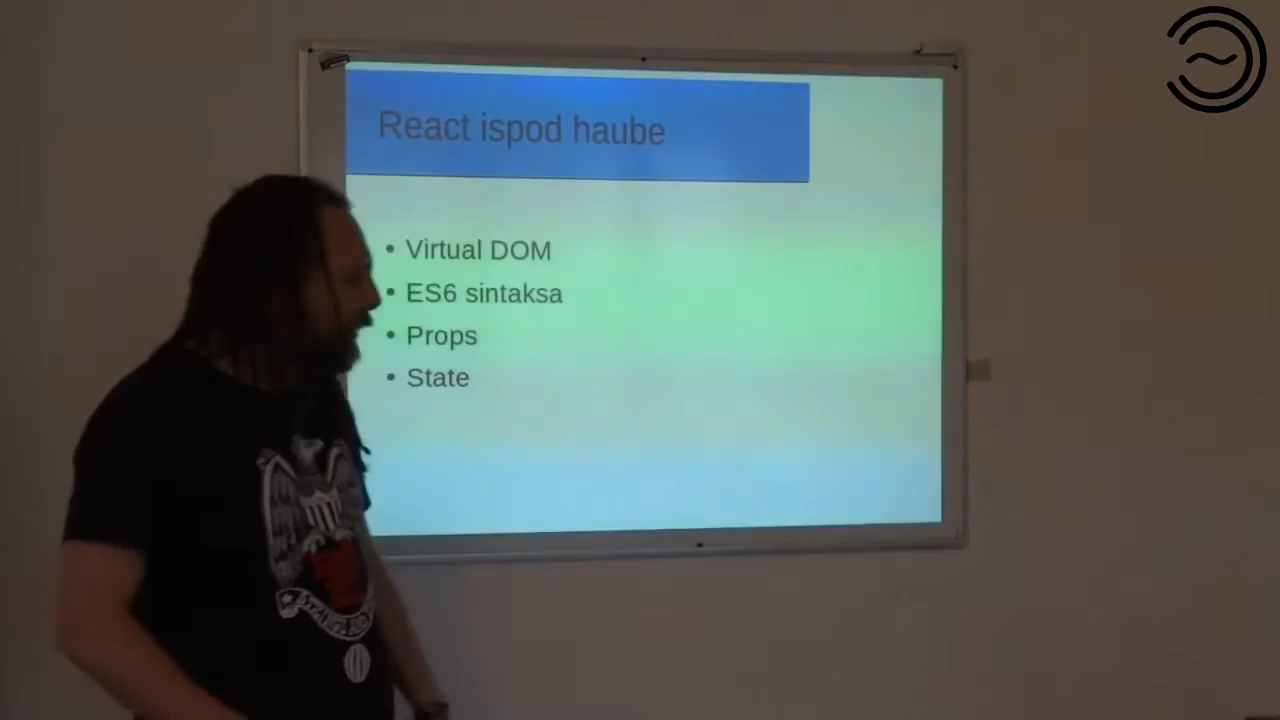 React ispod haube
• Virtual DOM
• ES6 sintaksa
• Props
• State